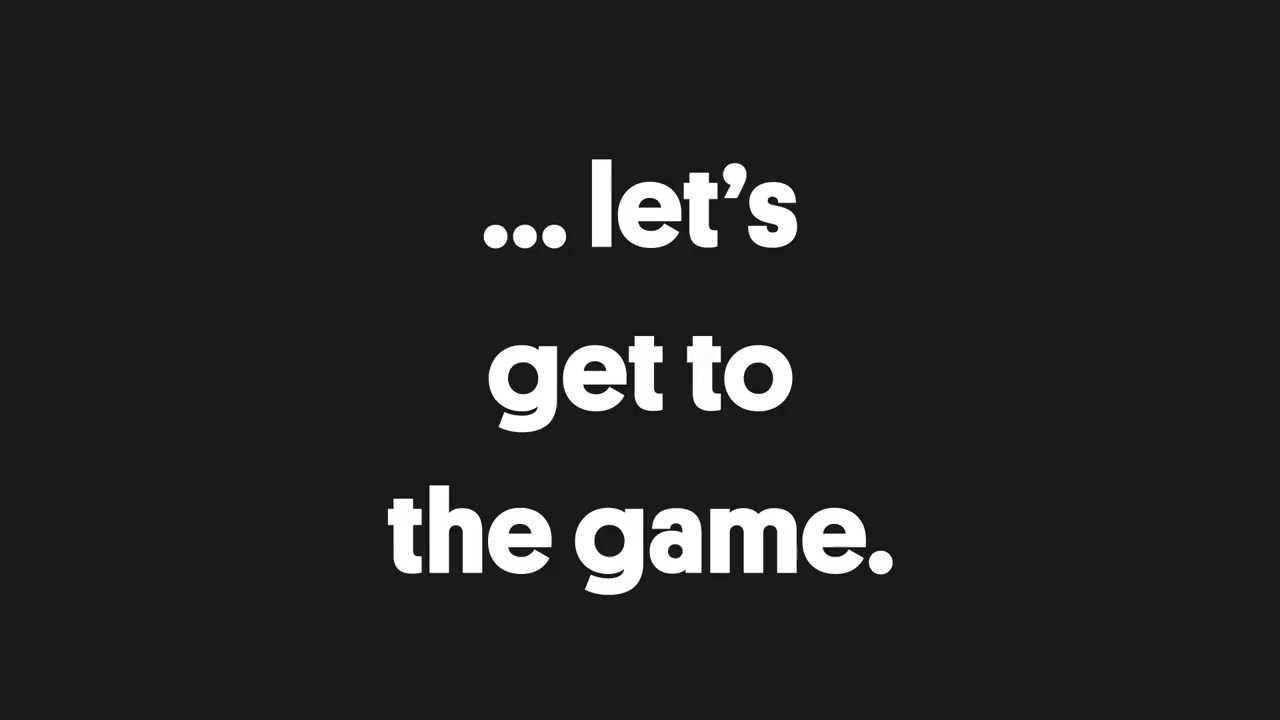 ... let’s
get to
the game.